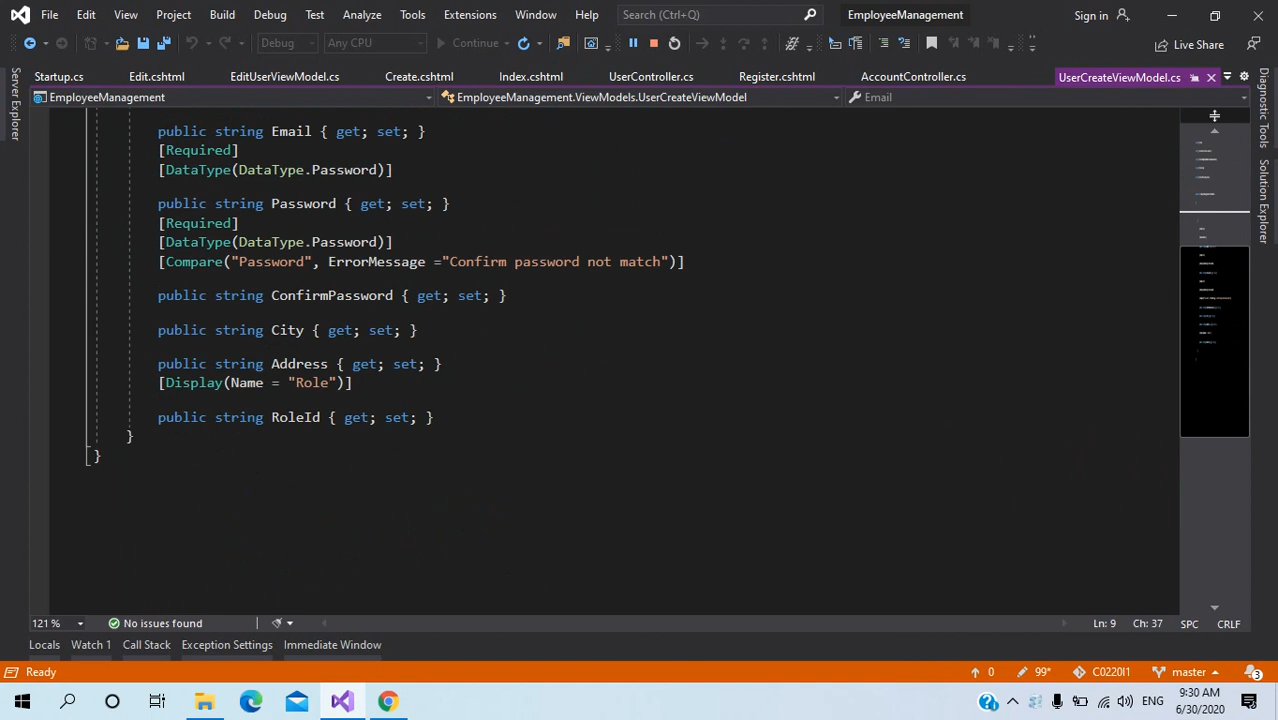 File Edit View Project Build Debug Test Analyze Tools Extensions Window Help Search (Ctrl+Q) EmployeeManagement Sign in
Debug Any CPU Continue Live Share
Startup.cs Edit.cshtml EditUserViewModel.cs Create.cshtml Index.cshtml UserController.cs Register.cshtml AccountController.cs UserCreateViewModel.cs
EmployeeManagement EmployeeManagement.ViewModels.UserCreateViewModel Email
Server Explorer
Diagnostic Tools
Solution Explorer
public string Email { get; set; }
[Required]
[DataType(DataType.Password)]
public string Password { get; set; }
[Required]
[DataType(DataType.Password)]
[Compare("Password", ErrorMessage ="Confirm password not match")]
public string ConfirmPassword { get; set; }
public string City { get; set; }
public string Address { get; set; }
[Display(Name = "Role")]
public string RoleId { get; set; }
}
}
121 % No issues found Ln: 9 Ch: 37 SPC CRLF
Locals Watch 1 Call Stack Exception Settings Immediate Window
Ready 0 99* C0220I1 master 3
ENG 9:30 AM
6/30/2020